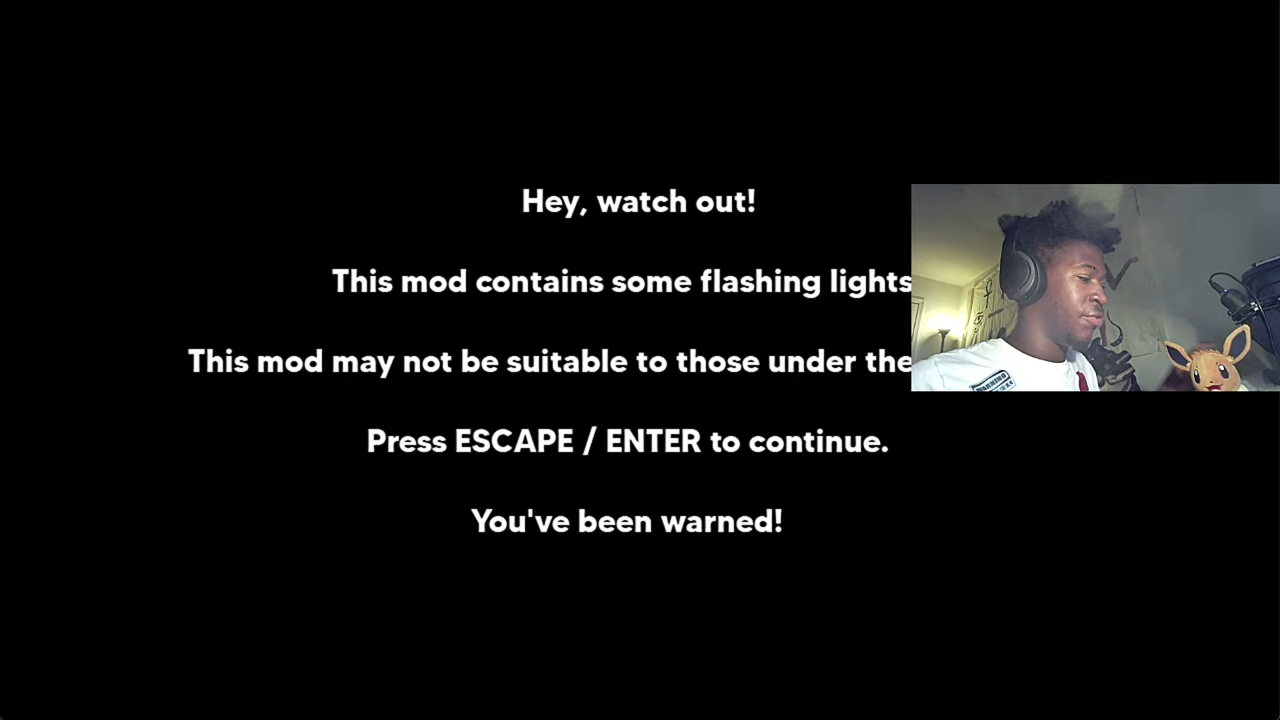 Hey, watch out!
This mod contains some flashing lights
This mod may not be suitable to those under the
Press ESCAPE / ENTER to continue.
You've been warned!